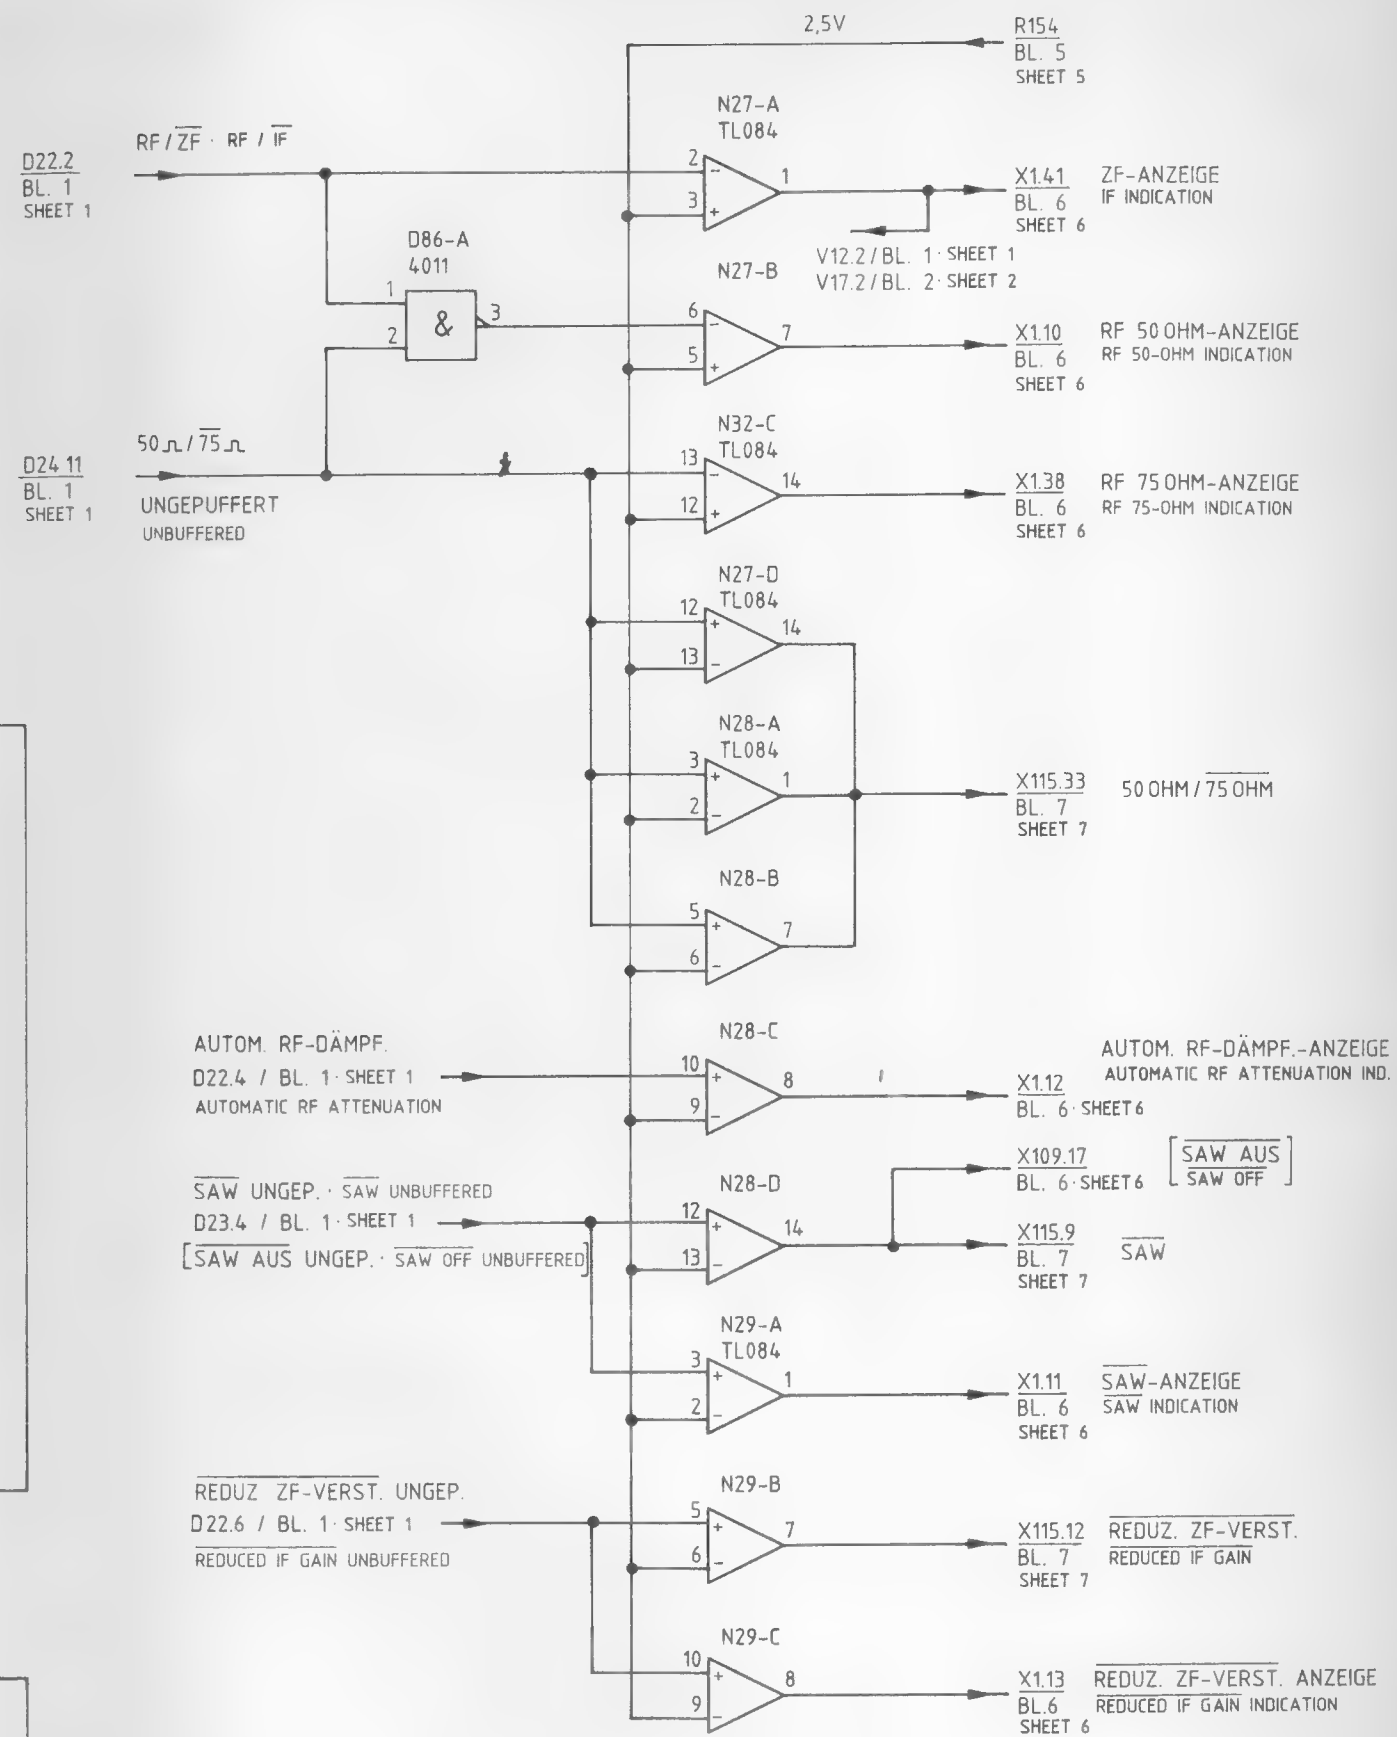 2,5V
R154
BL. 5
SHEET 5
RF/ZF · RF / IF
D22.2
BL. 1
SHEET 1
N27-A
TL084
2
-
3
+
1
X1.41
BL. 6
SHEET 6
ZF-ANZEIGE
IF INDICATION
V12.2/BL. 1 · SHEET 1
V17.2/BL. 2 · SHEET 2
D86-A
4011
1
2
&
3
N27-B
6
-
5
+
7
X1.10
BL. 6
SHEET 6
RF 50 OHM-ANZEIGE
RF 50-OHM INDICATION
50Ω/75Ω
D24 11
BL. 1
SHEET 1
UNGEPUFFERT
UNBUFFERED
N32-C
TL084
13
-
12
+
14
X1.38
BL. 6
SHEET 6
RF 75 OHM-ANZEIGE
RF 75-OHM INDICATION
N27-D
TL084
12
+
13
-
14
N28-A
TL084
3
+
2
-
1
X115.33
BL. 7
SHEET 7
50 OHM/75 OHM
N28-B
5
+
6
-
7
AUTOM. RF-DÄMPF.
D22.4 / BL. 1 · SHEET 1
AUTOMATIC RF ATTENUATION
N28-C
10
+
9
-
8
AUTOM. RF-DÄMPF.-ANZEIGE
AUTOMATIC RF ATTENUATION IND.
X1.12
BL. 6 · SHEET 6
SAW UNGEP. · SAW UNBUFFERED
D23.4 / BL. 1 · SHEET 1
[SAW AUS UNGEP. · SAW OFF UNBUFFERED]
N28-D
12
+
13
-
14
X109.17
BL. 6 · SHEET 6
[SAW AUS
SAW OFF]
X115.9
BL. 7
SHEET 7
SAW
N29-A
TL084
3
+
2
-
1
X1.11
BL. 6
SHEET 6
SAW-ANZEIGE
SAW INDICATION
REDUZ ZF-VERST. UNGEP.
D22.6 / BL. 1 · SHEET 1
REDUCED IF GAIN UNBUFFERED
N29-B
5
+
6
-
7
X115.12
BL. 7
SHEET 7
REDUZ. ZF-VERST.
REDUCED IF GAIN
N29-C
10
+
9
-
8
X1.13
BL.6
SHEET 6
REDUZ. ZF-VERST. ANZEIGE
REDUCED IF GAIN INDICATION